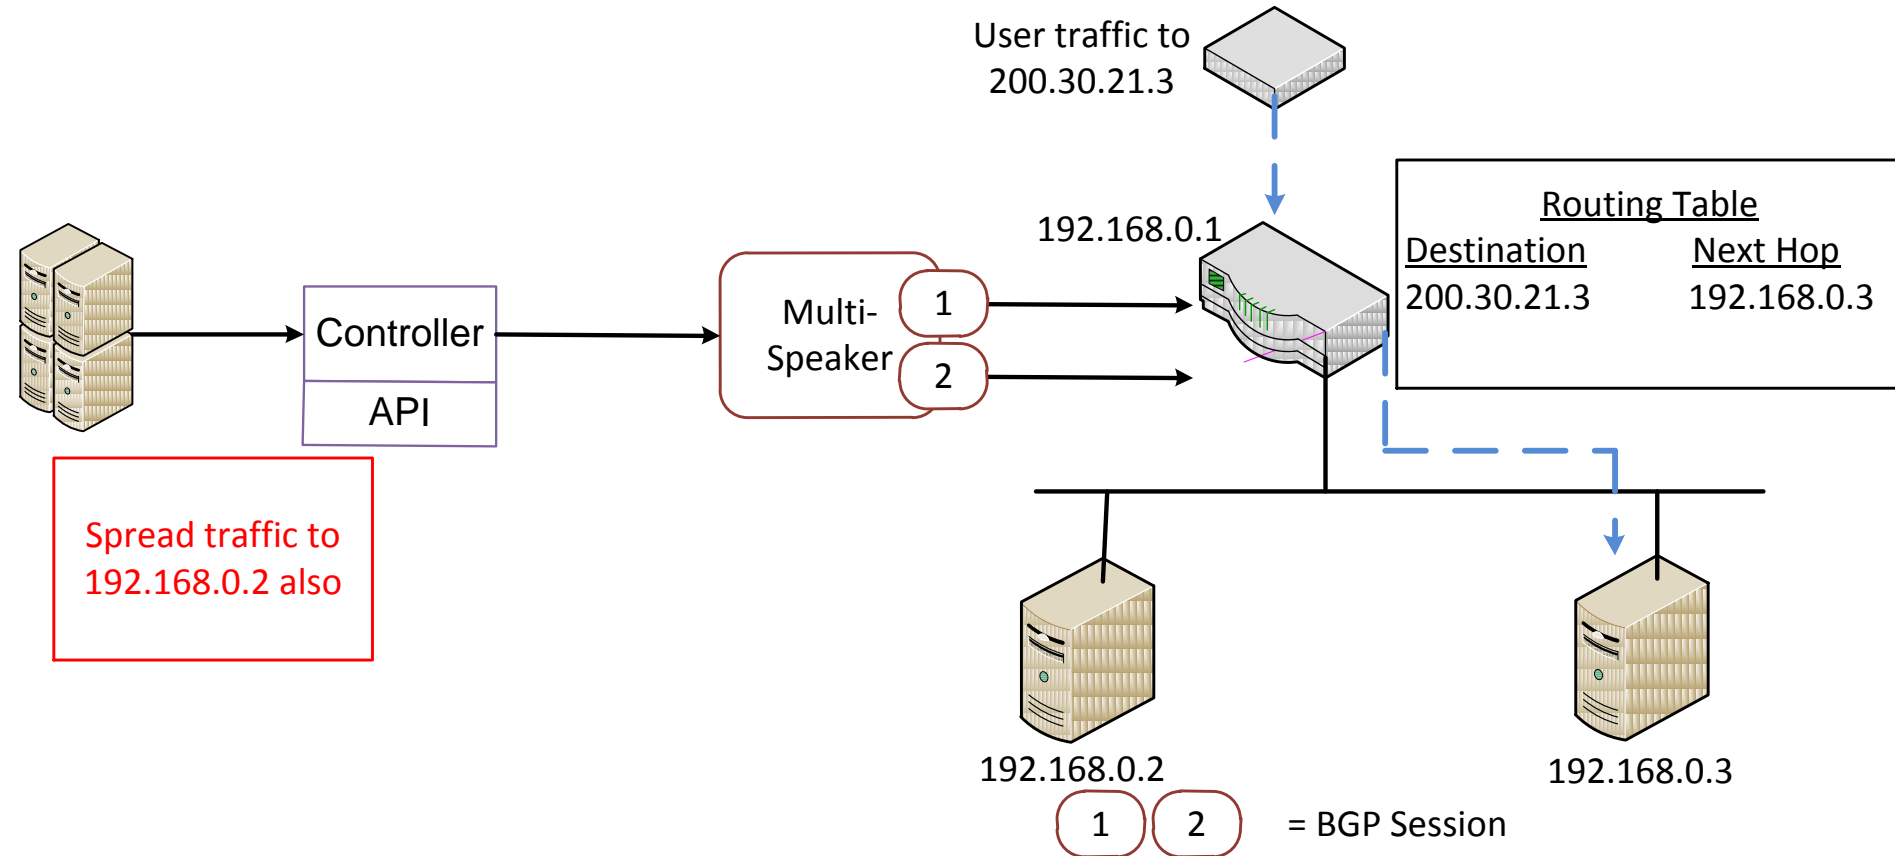 User traffic to
200.30.21.3
192.168.0.1
Routing Table
Destination Next Hop
200.30.21.3 192.168.0.3
Controller
API
Multi-
Speaker
1
2
Spread traffic to
192.168.0.2 also
192.168.0.2
192.168.0.3
1 2 = BGP Session